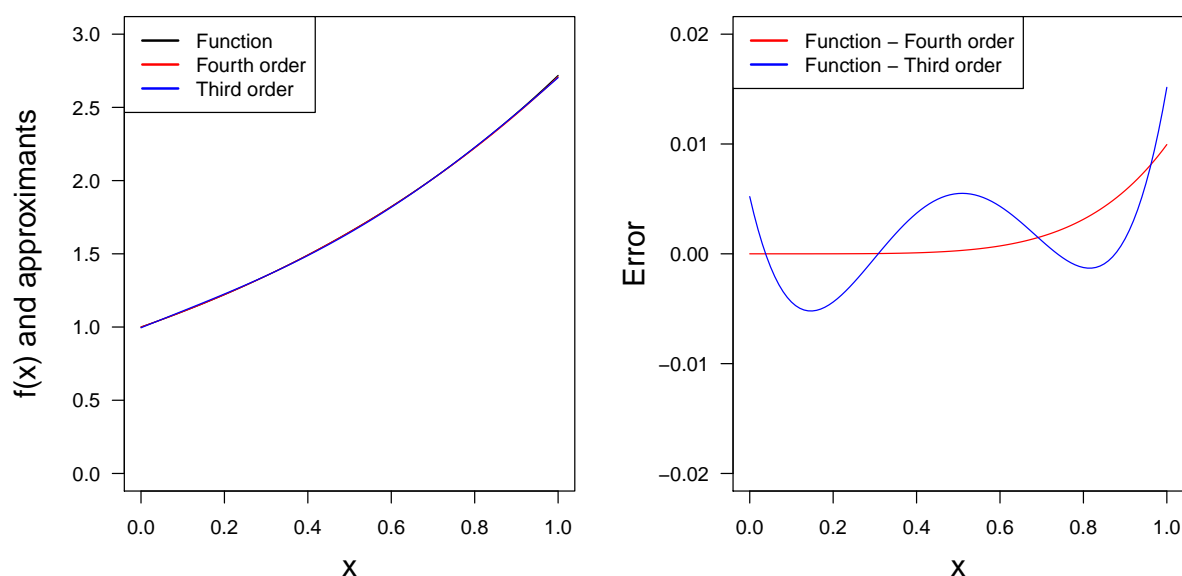 Function
Fourth order
Third order
3.0
2.5
2.0
1.5
1.0
0.5
0.0
f(x) and approximants
0.0 0.2 0.4 0.6 0.8 1.0
x
Function − Fourth order
Function − Third order
0.02
0.01
0.00
−0.01
−0.02
Error
0.0 0.2 0.4 0.6 0.8 1.0
x